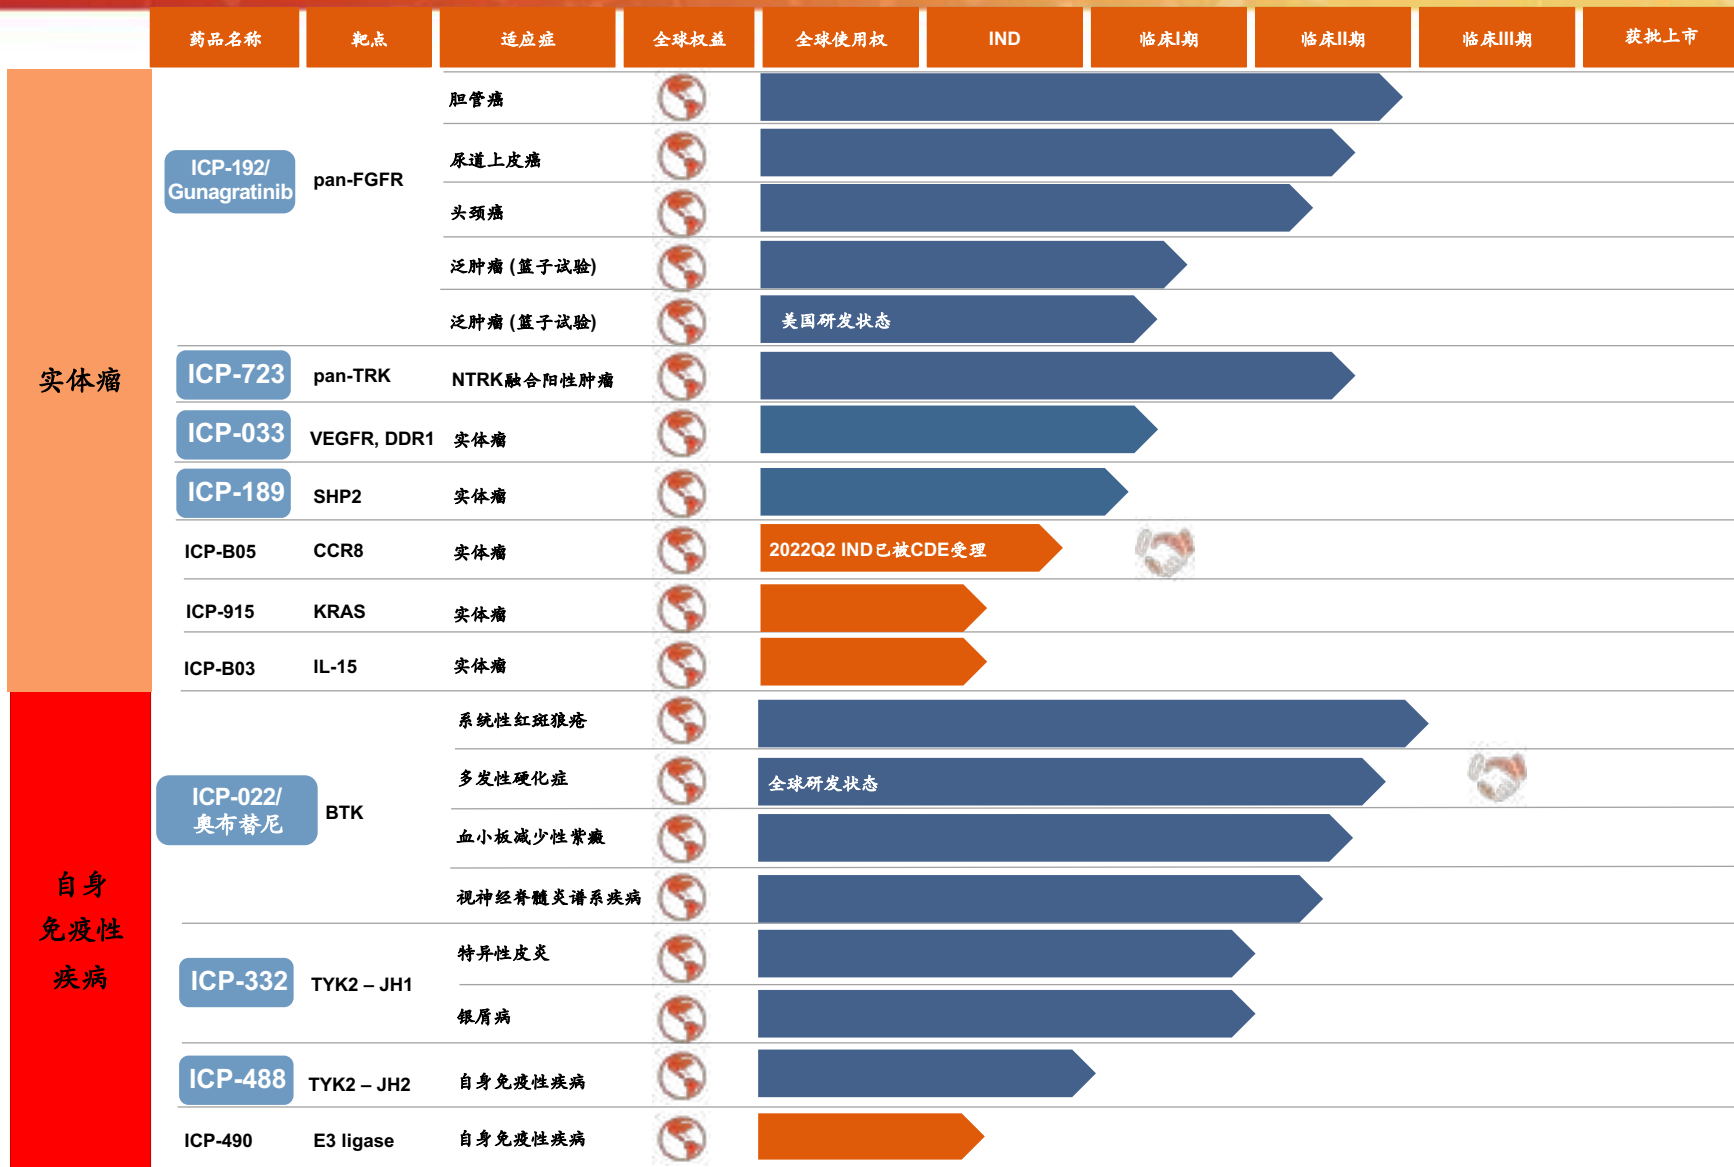 药品名称 靶点 适应症 全球权益 全球使用权 IND 临床I期 临床II期 临床III期 获批上市
实体瘤
ICP-192/
Gunagratinib
pan-FGFR
胆管癌
尿道上皮癌
头颈癌
泛肿瘤 (篮子试验)
泛肿瘤 (篮子试验) 美国研发状态
ICP-723 pan-TRK NTRK融合阳性肿瘤
ICP-033 VEGFR, DDR1 实体瘤
ICP-189 SHP2 实体瘤
ICP-B05 CCR8 实体瘤 2022Q2 IND已被CDE受理
ICP-915 KRAS 实体瘤
ICP-B03 IL-15 实体瘤
自身
免疫性
疾病
ICP-022/
奥布替尼
BTK
系统性红斑狼疮
多发性硬化症 全球研发状态
血小板减少性紫癜
视神经脊髓炎谱系疾病
ICP-332 TYK2 – JH1
特异性皮炎
银屑病
ICP-488 TYK2 – JH2 自身免疫性疾病
ICP-490 E3 ligase 自身免疫性疾病